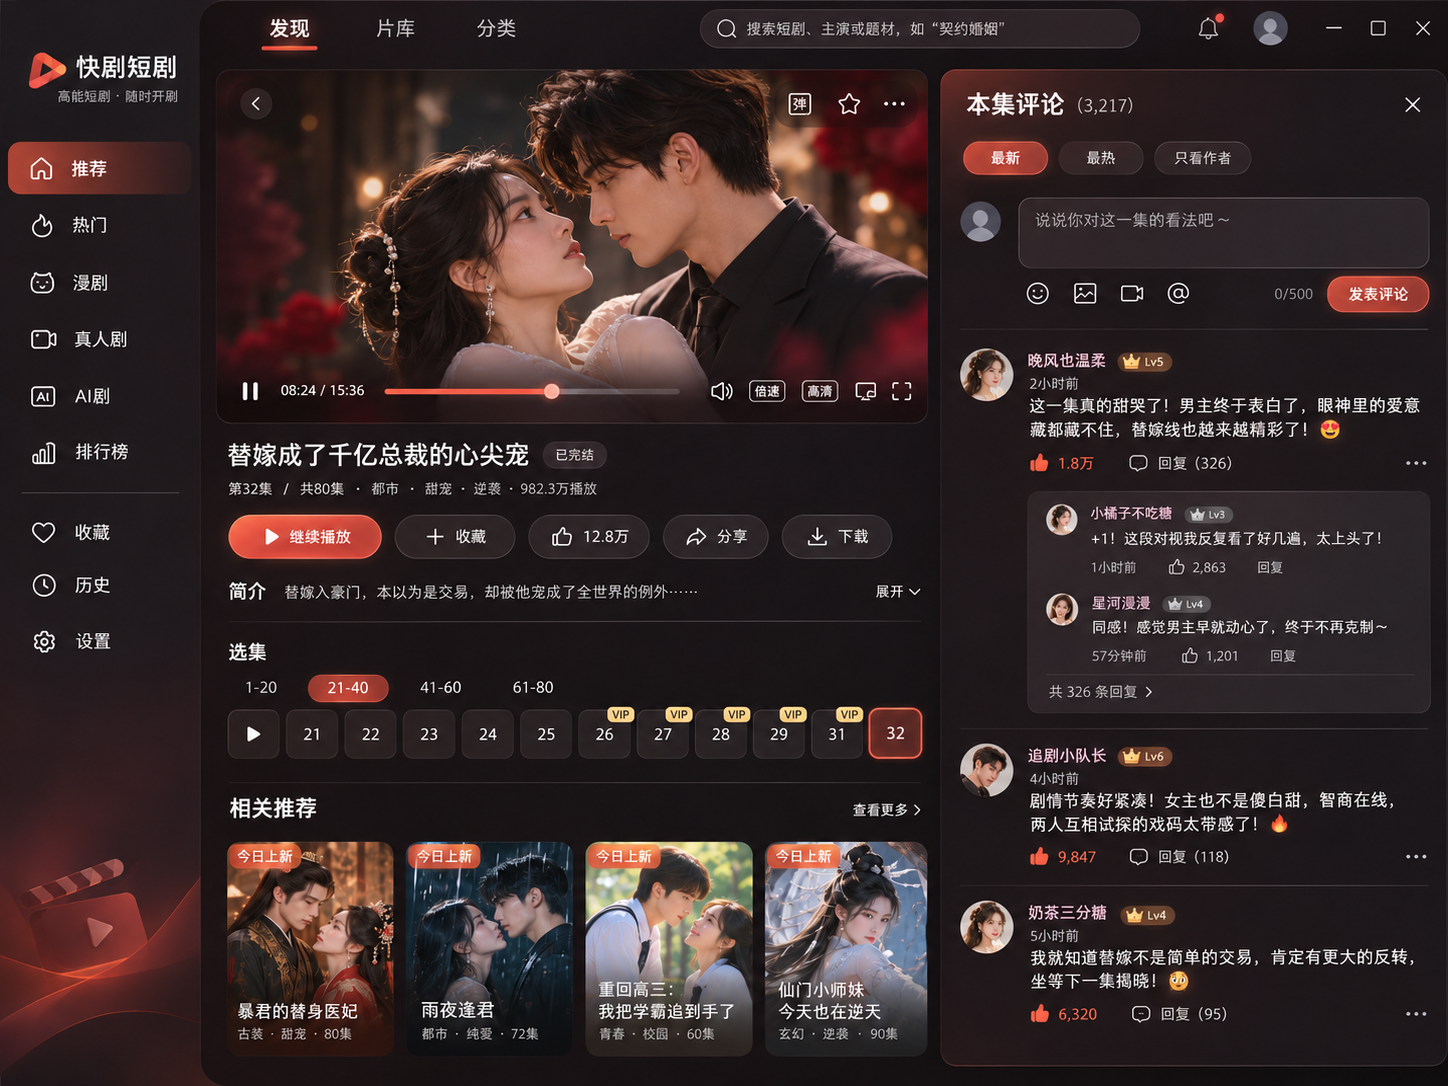 快剧短剧
高能短剧 · 随时开刷
推荐
热门
漫剧
真人剧
AI AI剧
排行榜
收藏
历史
设置
发现 片库 分类
搜索短剧、主演或题材，如“契约婚姻”
弹
08:24 / 15:36 倍速 高清
替嫁成了千亿总裁的心尖宠 已完结
第32集 / 共80集 · 都市 · 甜宠 · 逆袭 · 982.3万播放
继续播放 收藏 12.8万 分享 下载
简介 替嫁入豪门，本以为是交易，却被他宠成了全世界的例外…… 展开
选集
1-20 21-40 41-60 61-80
VIP VIP VIP VIP VIP
21 22 23 24 25 26 27 28 29 31 32
相关推荐 查看更多
今日上新
暴君的替身医妃
古装 · 甜宠 · 80集
今日上新
雨夜逢君
都市 · 纯爱 · 72集
今日上新
重回高三：
我把学霸追到手了
青春 · 校园 · 60集
今日上新
仙门小师妹
今天也在逆天
玄幻 · 逆袭 · 90集
本集评论（3,217）
最新 最热 只看作者
说说你对这一集的看法吧～
0/500 发表评论
晚风也温柔 Lv5
2小时前
这一集真的甜哭了！男主终于表白了，眼神里的爱意
藏都藏不住，替嫁线也越来越精彩了！😍
1.8万 回复（326）
小橘子不吃糖 Lv3
+1！这段对视我反复看了好几遍，太上头了！
1小时前 2,863 回复
星河漫漫 Lv4
同感！感觉男主早就动心了，终于不再克制～
57分钟前 1,201 回复
共 326 条回复
追剧小队长 Lv6
4小时前
剧情节奏好紧凑！女主也不是傻白甜，智商在线，
两人互相试探的戏码太带感了！🔥
9,847 回复（118）
奶茶三分糖 Lv4
5小时前
我就知道替嫁不是简单的交易，肯定有更大的反转，
坐等下一集揭晓！😳
6,320 回复（95）